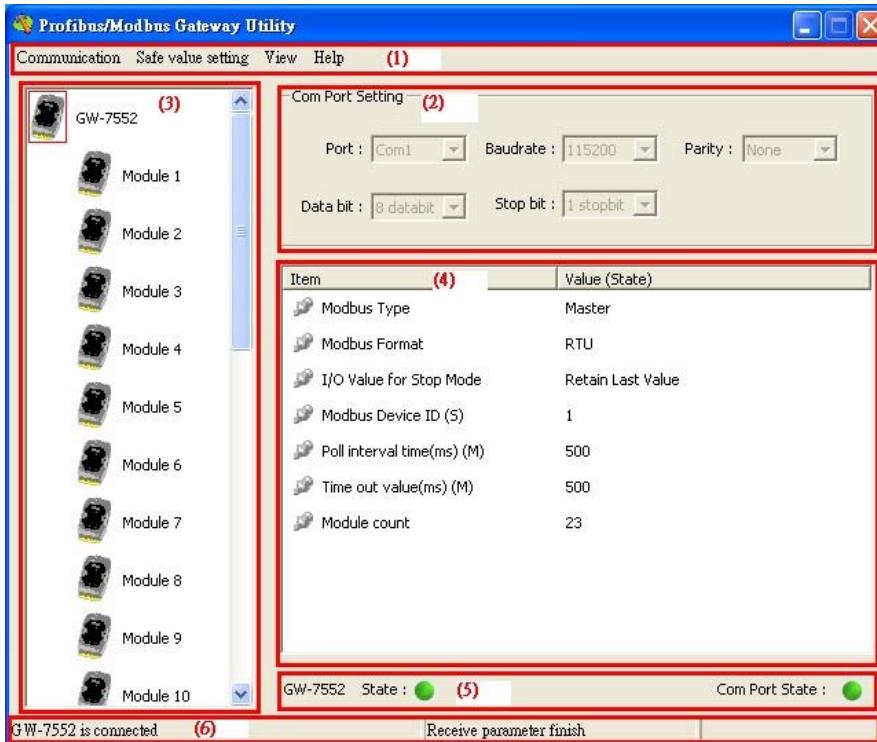 Profibus/Modbus Gateway Utility
Communication Safe value setting View Help (1)
(3)
GW-7552
Module 1
Module 2
Module 3
Module 4
Module 5
Module 6
Module 7
Module 8
Module 9
Module 10
Com Port Setting (2)
Port : Com1 Baudrate : 115200 Parity : None
Data bit : 8 databit Stop bit : 1 stopbit
Item (4) Value (State)
Modbus Type Master
Modbus Format RTU
I/O Value for Stop Mode Retain Last Value
Modbus Device ID (S) 1
Poll interval time(ms) (M) 500
Time out value(ms) (M) 500
Module count 23
GW-7552 State : (5) Com Port State :
GW-7552 is connected (6) Receive parameter finish